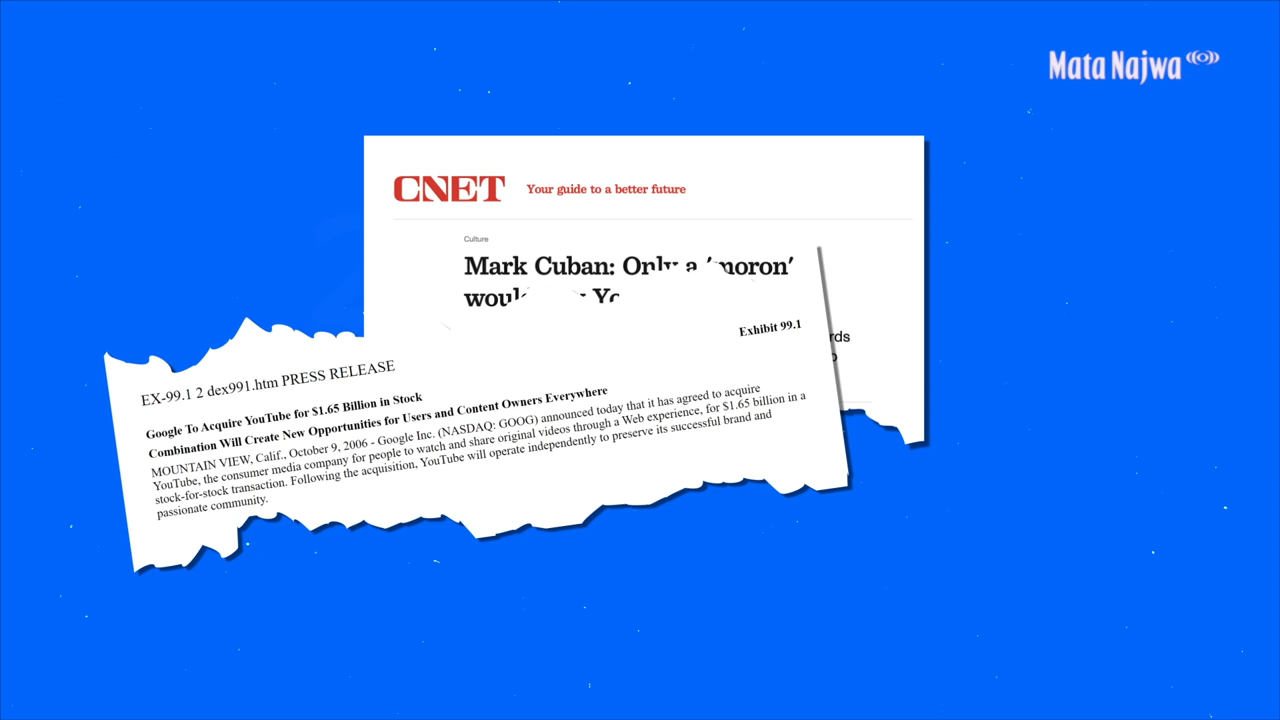 Mata Najwa
CNET
Your guide to a better future
Culture
Mark Cuban: Only a 'moron'
Exhibit 99.1
EX-99.1 2 dex991.htm PRESS RELEASE
Google To Acquire YouTube for $1.65 Billion in Stock
Combination Will Create New Opportunities for Users and Content Owners Everywhere
MOUNTAIN VIEW, Calif., October 9, 2006 - Google Inc. (NASDAQ: GOOG) announced today that it has agreed to acquire
YouTube, the consumer media company for people to watch and share original videos through a Web experience, for $1.65 billion in a
stock-for-stock transaction. Following the acquisition, YouTube will operate independently to preserve its successful brand and
passionate community.